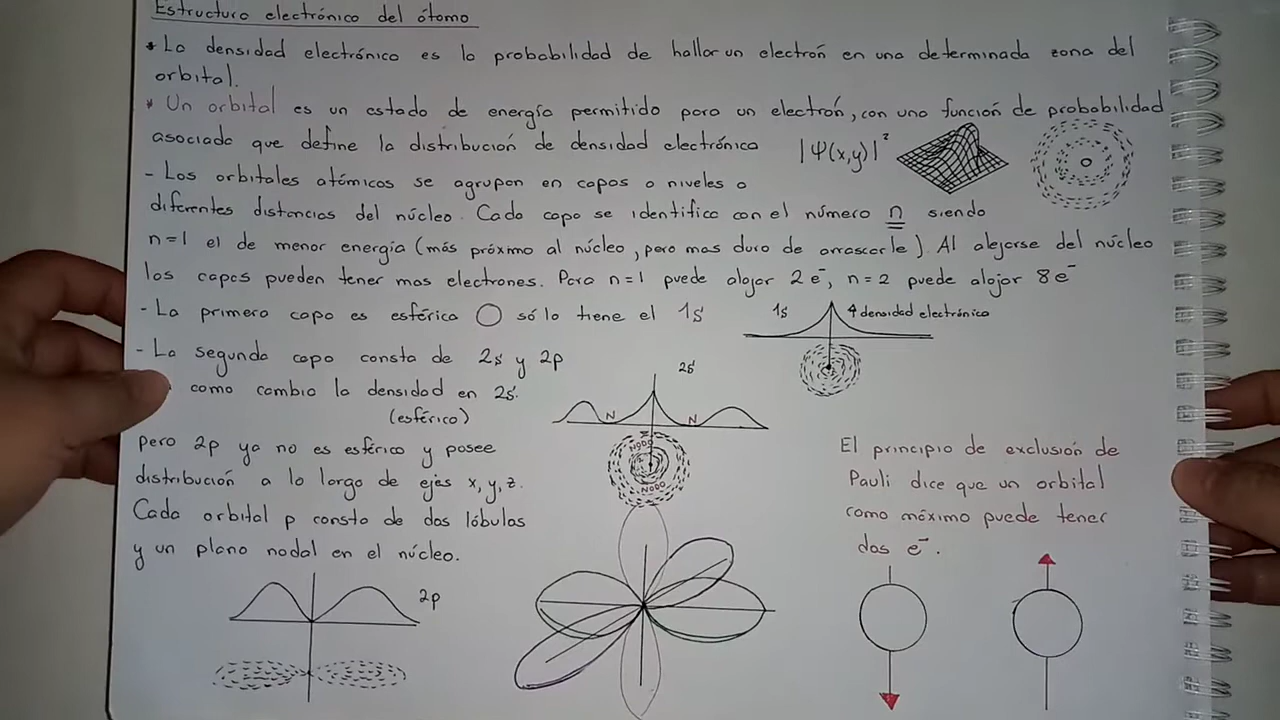 Estructura electrónica del átomo
* La densidad electrónica es la probabilidad de hallar un electrón en una determinada zona del
orbital.
* Un orbital es un estado de energía permitido para un electrón, con una función de probabilidad
asociada que define la distribución de densidad electrónica
|Ψ(x,y)|²
- Los orbitales atómicos se agrupan en capas o niveles a
diferentes distancias del núcleo. Cada capa se identifica con el número n siendo
n=1 el de menor energía (más próximo al núcleo, pero mas duro de arrascarle). Al alejarse del núcleo
las capas pueden tener mas electrones. Para n=1 puede alojar 2e⁻, n=2 puede alojar 8e⁻
- La primera capa es esférica sólo tiene el 1s
1s 4 densidad electrónica
- La segunda capa consta de 2s y 2p
como cambia la densidad en 2s.
(esférico)
2s
N N
NODO
NODO
pero 2p ya no es esférico y posee
distribución a lo largo de ejes x, y, z.
Cada orbital p consta de dos lóbulos
y un plano nodal en el núcleo.
2p
El principio de exclusión de
Pauli dice que un orbital
como máximo puede tener
dos e⁻.